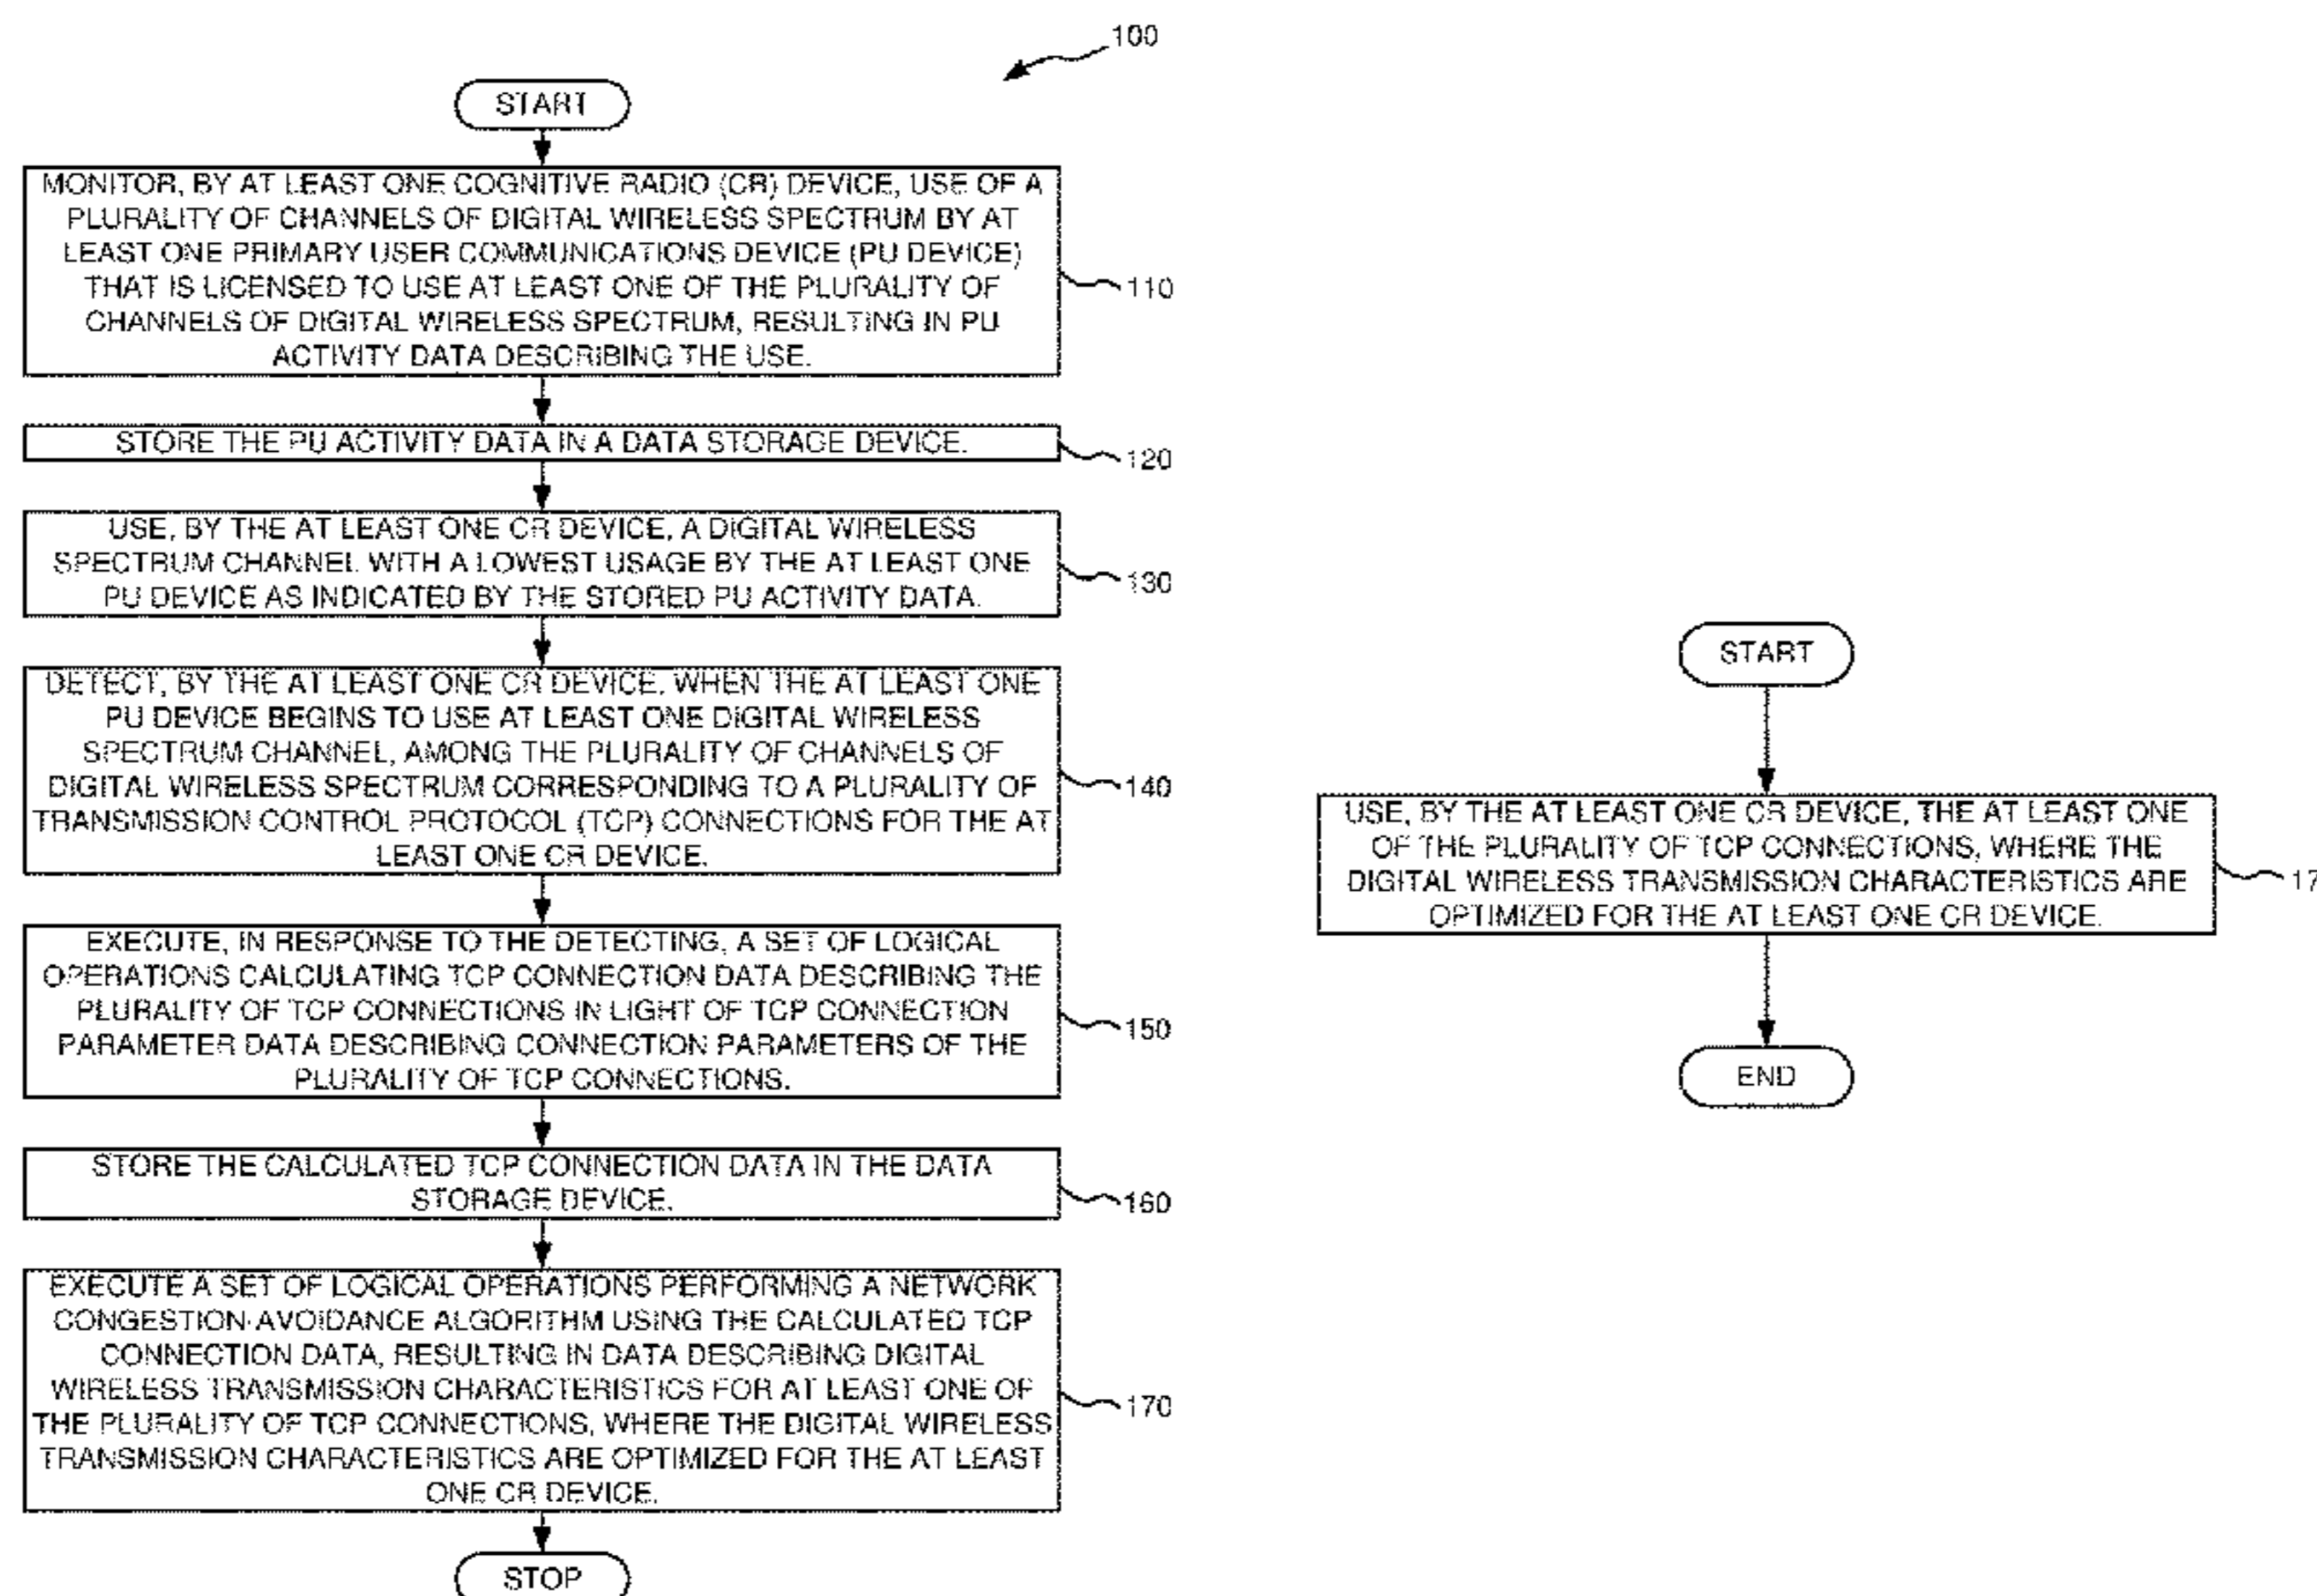 100
START
MONITOR, BY AT LEAST ONE COGNITIVE RADIO (CR) DEVICE, USE OF A
PLURALITY OF CHANNELS OF DIGITAL WIRELESS SPECTRUM BY AT
LEAST ONE PRIMARY USER COMMUNICATIONS DEVICE (PU DEVICE)
THAT IS LICENSED TO USE AT LEAST ONE OF THE PLURALITY OF
CHANNELS OF DIGITAL WIRELESS SPECTRUM, RESULTING IN PU
ACTIVITY DATA DESCRIBING THE USE.
110
STORE THE PU ACTIVITY DATA IN A DATA STORAGE DEVICE.
120
USE, BY THE AT LEAST ONE CR DEVICE, A DIGITAL WIRELESS
SPECTRUM CHANNEL WITH A LOWEST USAGE BY THE AT LEAST ONE
PU DEVICE AS INDICATED BY THE STORED PU ACTIVITY DATA.
130
DETECT, BY THE AT LEAST ONE CR DEVICE, WHEN THE AT LEAST ONE
PU DEVICE BEGINS TO USE AT LEAST ONE DIGITAL WIRELESS
SPECTRUM CHANNEL, AMONG THE PLURALITY OF CHANNELS OF
DIGITAL WIRELESS SPECTRUM CORRESPONDING TO A PLURALITY OF
TRANSMISSION CONTROL PROTOCOL (TCP) CONNECTIONS FOR THE AT
LEAST ONE CR DEVICE.
140
EXECUTE, IN RESPONSE TO THE DETECTING, A SET OF LOGICAL
OPERATIONS CALCULATING TCP CONNECTION DATA DESCRIBING THE
PLURALITY OF TCP CONNECTIONS IN LIGHT OF TCP CONNECTION
PARAMETER DATA DESCRIBING CONNECTION PARAMETERS OF THE
PLURALITY OF TCP CONNECTIONS.
150
STORE THE CALCULATED TCP CONNECTION DATA IN THE DATA
STORAGE DEVICE.
160
EXECUTE A SET OF LOGICAL OPERATIONS PERFORMING A NETWORK
CONGESTION-AVOIDANCE ALGORITHM USING THE CALCULATED TCP
CONNECTION DATA, RESULTING IN DATA DESCRIBING DIGITAL
WIRELESS TRANSMISSION CHARACTERISTICS FOR AT LEAST ONE OF
THE PLURALITY OF TCP CONNECTIONS, WHERE THE DIGITAL WIRELESS
TRANSMISSION CHARACTERISTICS ARE OPTIMIZED FOR THE AT LEAST
ONE CR DEVICE.
170
STOP
START
USE, BY THE AT LEAST ONE CR DEVICE, THE AT LEAST ONE
OF THE PLURALITY OF TCP CONNECTIONS, WHERE THE
DIGITAL WIRELESS TRANSMISSION CHARACTERISTICS ARE
OPTIMIZED FOR THE AT LEAST ONE CR DEVICE.
END